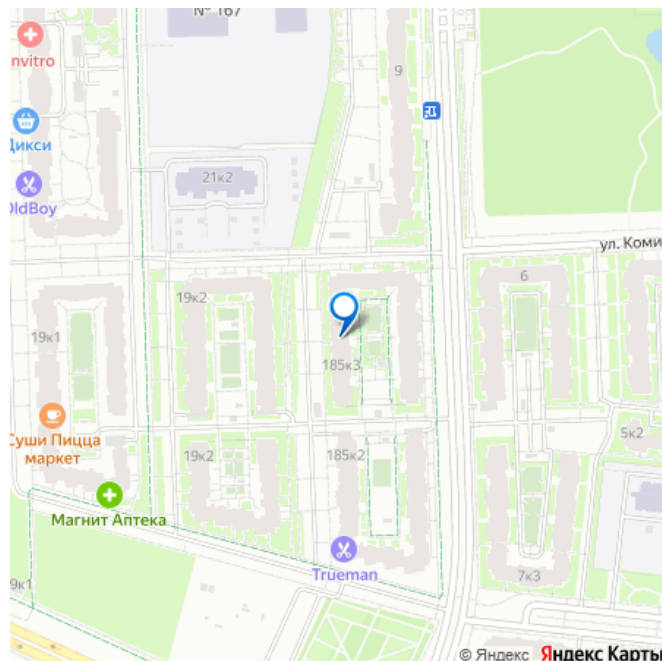 № 167
nvitro
9
Дикси
21к2
OldBoy
ул. Коми
19к2
6
19к1
185к3
Суши Пицца
маркет
5к2
19к2
185к2
Магнит Аптека
Trueman
7к3
9к1
© Яндекс Яндекс Карты